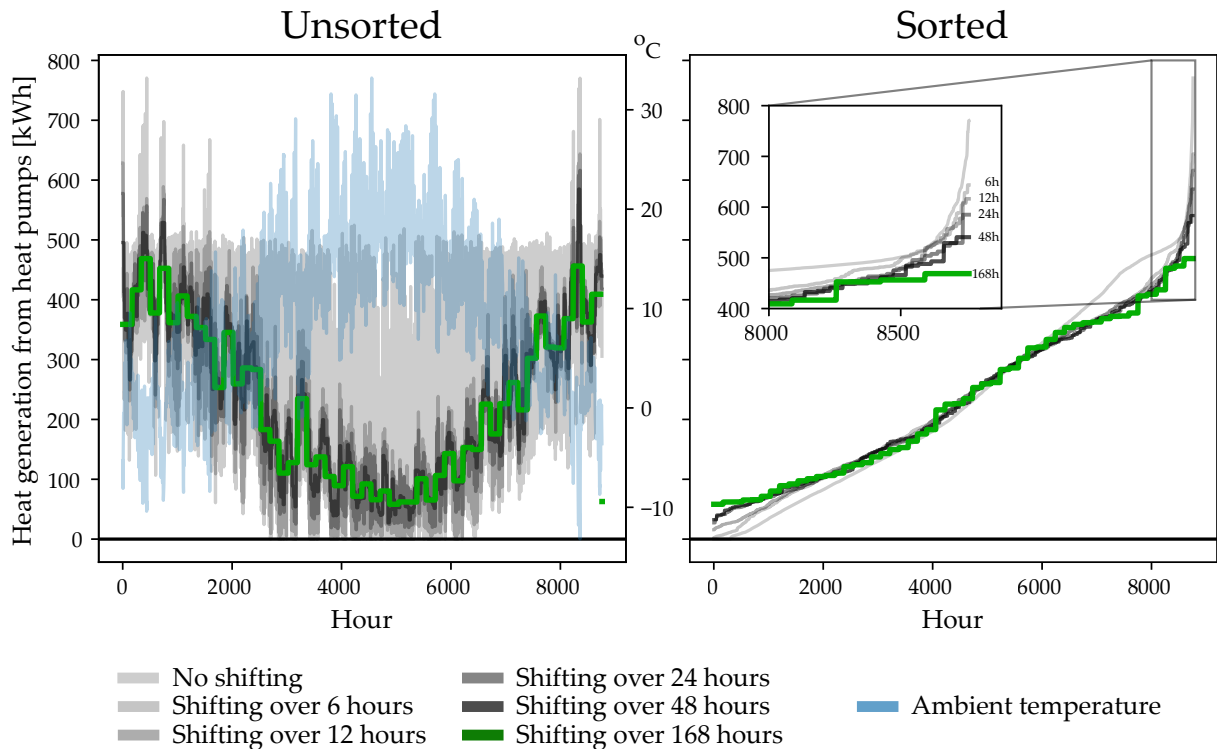 Unsorted
Sorted
Heat generation from heat pumps [kWh]
800
700
600
500
400
300
200
100
0
0
2000
4000
6000
8000
Hour
°C
30
20
10
0
−10
800
700
600
500
400
8000
8500
6h
12h
24h
48h
168h
0
2000
4000
6000
8000
Hour
No shifting
Shifting over 6 hours
Shifting over 12 hours
Shifting over 24 hours
Shifting over 48 hours
Shifting over 168 hours
Ambient temperature